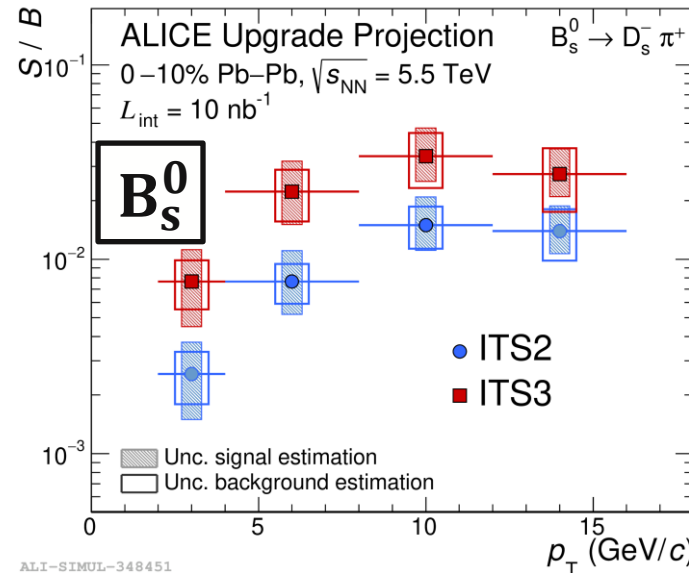 S / B
ALICE Upgrade Projection
B⁰ₛ → D⁻ₛ π⁺
0−10% Pb−Pb, √sNN = 5.5 TeV
Lint = 10 nb⁻¹
B⁰ₛ
10⁻¹
10⁻²
10⁻³
ITS2
ITS3
Unc. signal estimation
Unc. background estimation
0 5 10 15
pT (GeV/c)
ALI−SIMUL−348451